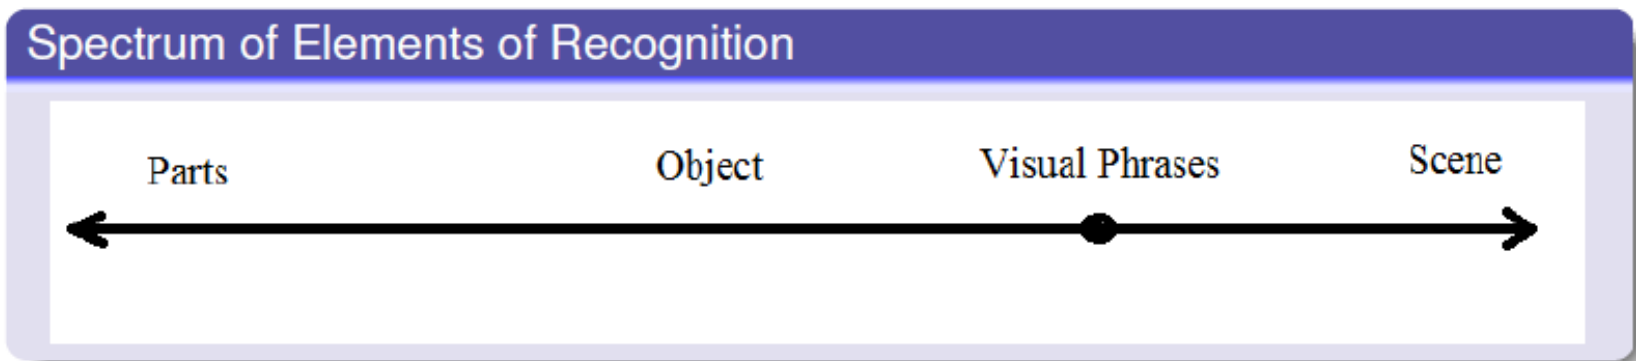 Spectrum of Elements of Recognition
Parts Object Visual Phrases Scene